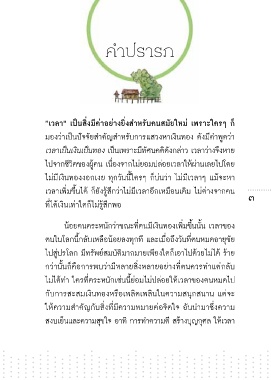 คำปรารภ
"เวลา" เป็นสิ่งมีค่าอย่างยิ่งสำหรับคนสมัยใหม่ เพราะใครๆ ก็
มองว่าเป็นปัจจัยสำคัญสำหรับการแสวงหาเงินทอง ดังมีคำพูดว่า
เวลาเป็นเงินเป็นทอง เป็นเพราะมีทัศนคติดังกล่าว เวลาว่างจึงหาย
ไปจากชีวิตของผู้คน เนื่องจากไม่ยอมปล่อยเวลาให้ผ่านเลยไปโดย
ไม่มีเงินทองงอกเงย ทุกวันนี้ใครๆ ก็บ่นว่า ไม่มีเวลาๆ แม้จะหา
เวลาเพิ่มขึ้นได้ ก็ยังรู้สึกว่าไม่มีเวลาอีกเหมือนเดิม ไม่ต่างจากคน
ที่ได้เงินเท่าใดก็ไม่รู้สึกพอ
๓
น้อยคนตระหนักว่าขณะที่คนมีเงินทองเพิ่มขึ้นนั้น เวลาของ
คนในโลกนี้กลับเหลือน้อยลงทุกที และเมื่อถึงวันที่คนหมดอายุขัย
ไปสู่ปรโลก มีทรัพย์สมบัติมากมายเพียงใดก็เอาไปด้วยไม่ได้ ร้าย
กว่านั้นก็คือการพบว่ามีหลายสิ่งหลายอย่างที่ควรทำแต่กลับ
ไม่ได้ทำ ใครที่ตระหนักเช่นนี้ย่อมไม่ปล่อยให้เวลาของตนหมดไป
กับการสะสมเงินทองหรือเพลิดเพลินในความสนุกสนาน แต่จะ
ให้ความสำคัญกับสิ่งที่มีความหมายต่อจิตใจ อันนำมาซึ่งความ
สงบเย็นและความสุขใจ อาทิ การทำความดี สร้างบุญกุศล ให้เวลา